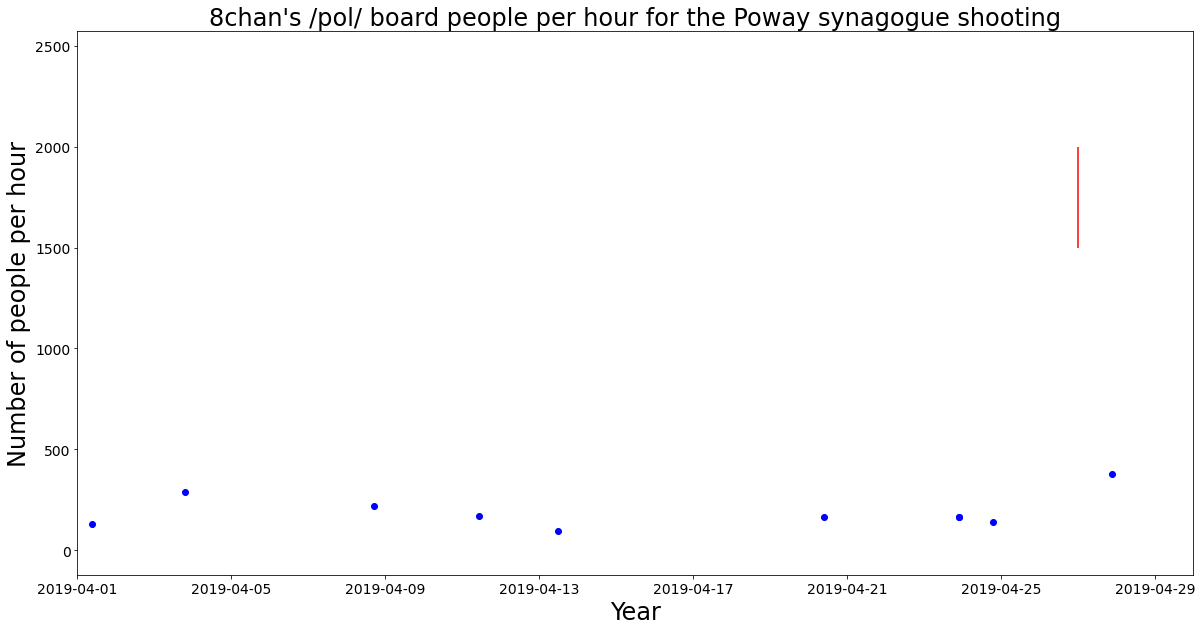 8chan's /pol/ board people per hour for the Poway synagogue shooting
Number of people per hour
2500
2000
1500
1000
500
0
2019-04-01 2019-04-05 2019-04-09 2019-04-13 2019-04-17 2019-04-21 2019-04-25 2019-04-29
Year